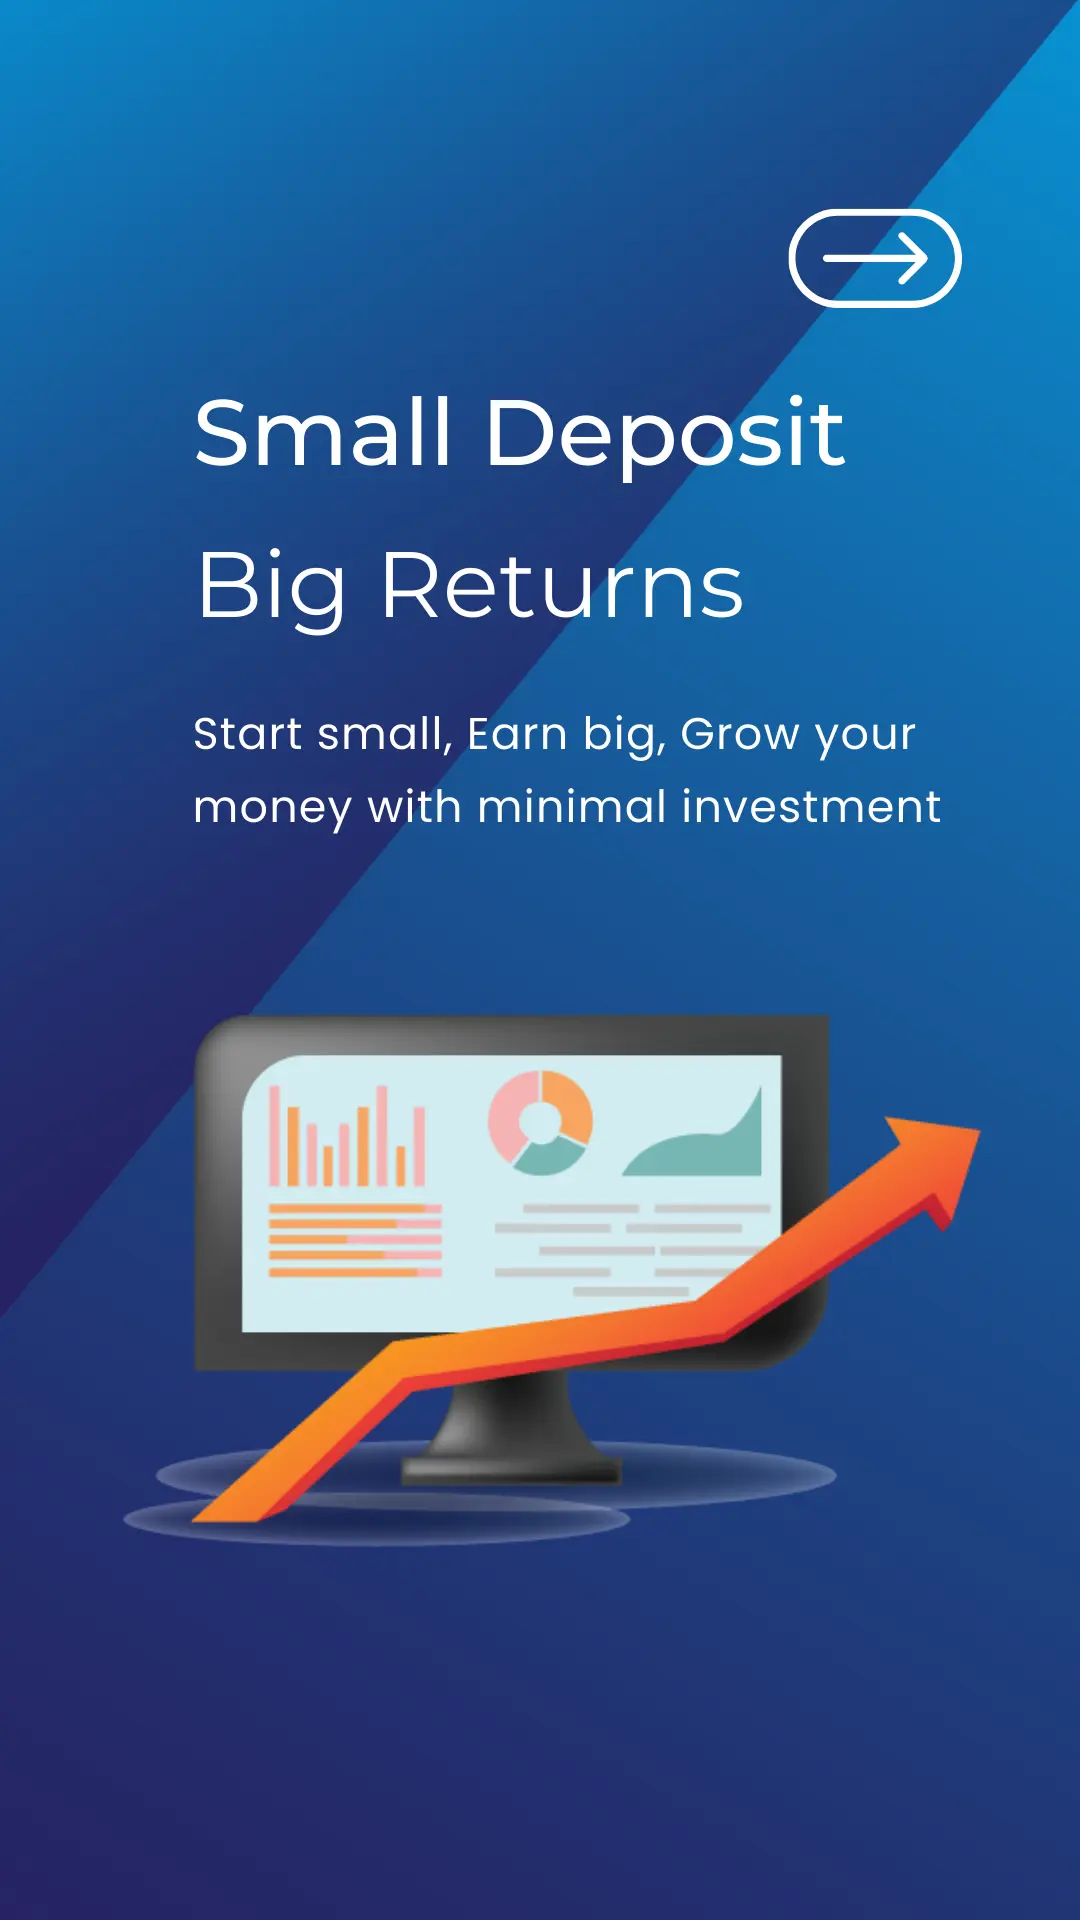 Small Deposit
Big Returns
Start small, Earn big, Grow your
money with minimal investment